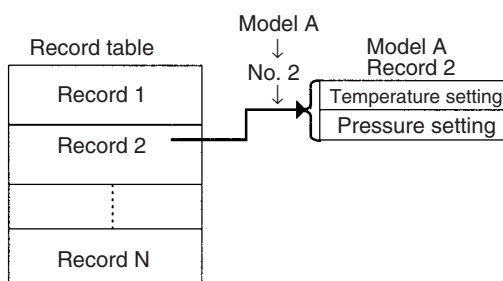 Record table
Record 1
Record 2
Record N
Model A
↓
No. 2
↓
Model A
Record 2
Temperature setting
Pressure setting